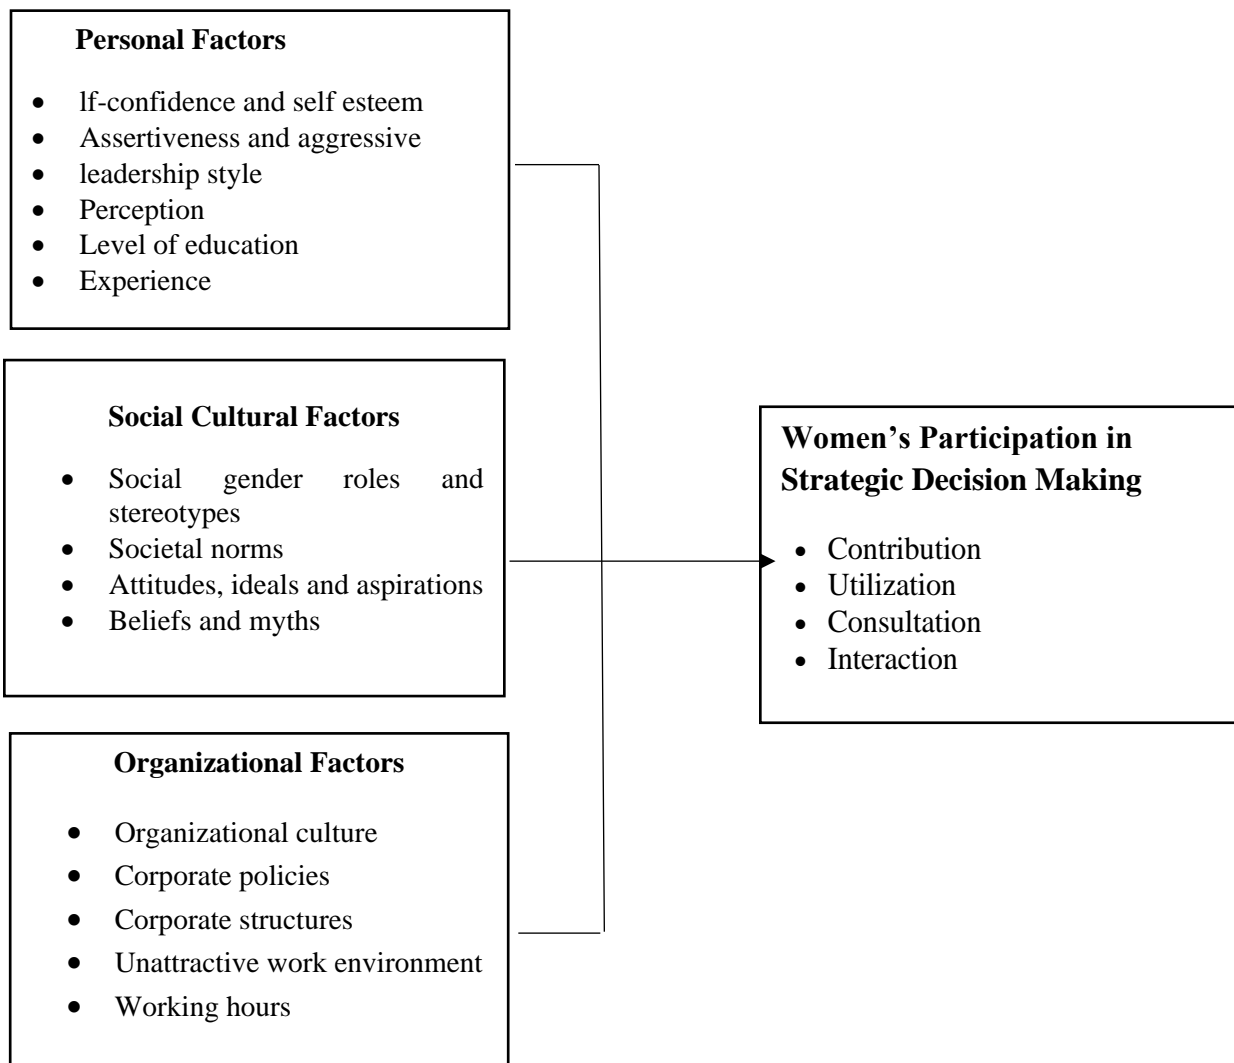 Personal Factors
• lf-confidence and self esteem
• Assertiveness and aggressive
• leadership style
• Perception
• Level of education
• Experience
Social Cultural Factors
• Social gender roles and
stereotypes
• Societal norms
• Attitudes, ideals and aspirations
• Beliefs and myths
Organizational Factors
• Organizational culture
• Corporate policies
• Corporate structures
• Unattractive work environment
• Working hours
Women’s Participation in
Strategic Decision Making
• Contribution
• Utilization
• Consultation
• Interaction